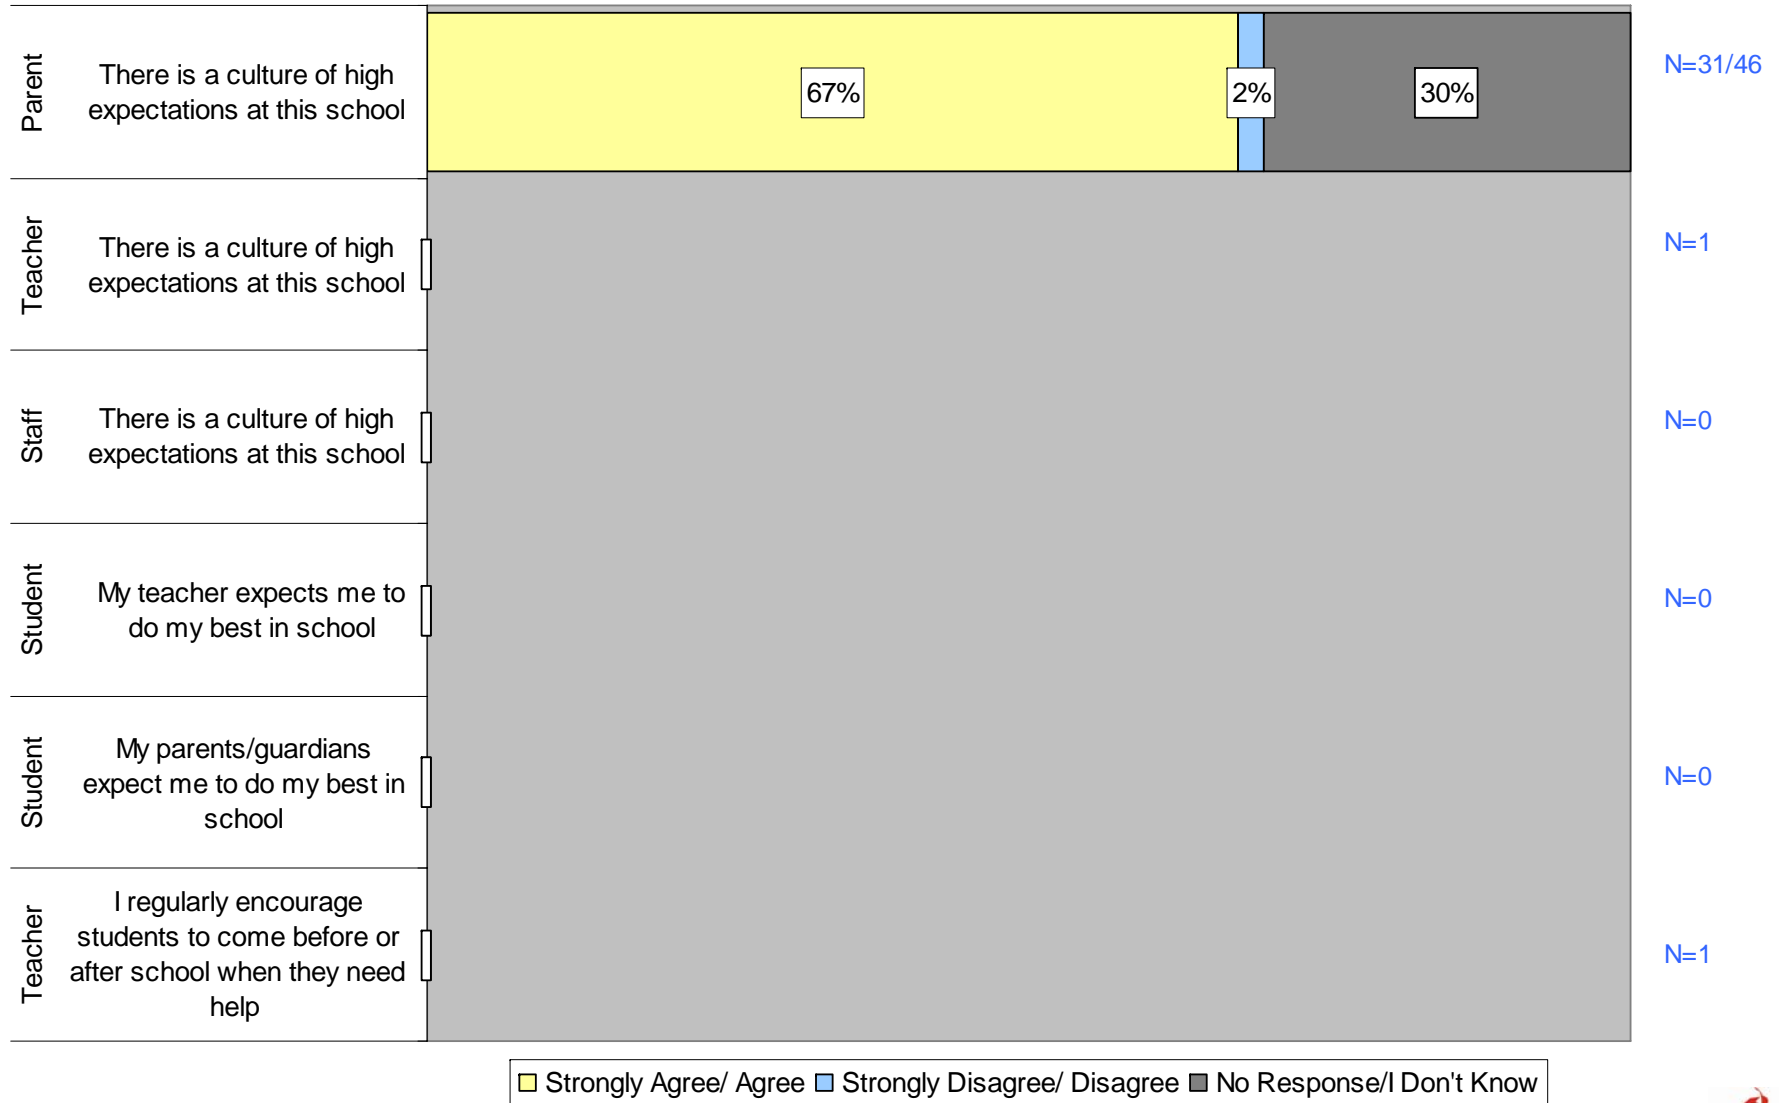 Parent
There is a culture of high
expectations at this school
67%
2%
30%
N=31/46
Teacher
There is a culture of high
expectations at this school
N=1
Staff
There is a culture of high
expectations at this school
N=0
Student
My teacher expects me to
do my best in school
N=0
Student
My parents/guardians
expect me to do my best in
school
N=0
Teacher
I regularly encourage
students to come before or
after school when they need
help
N=1
Strongly Agree/ Agree
Strongly Disagree/ Disagree
No Response/I Don't Know